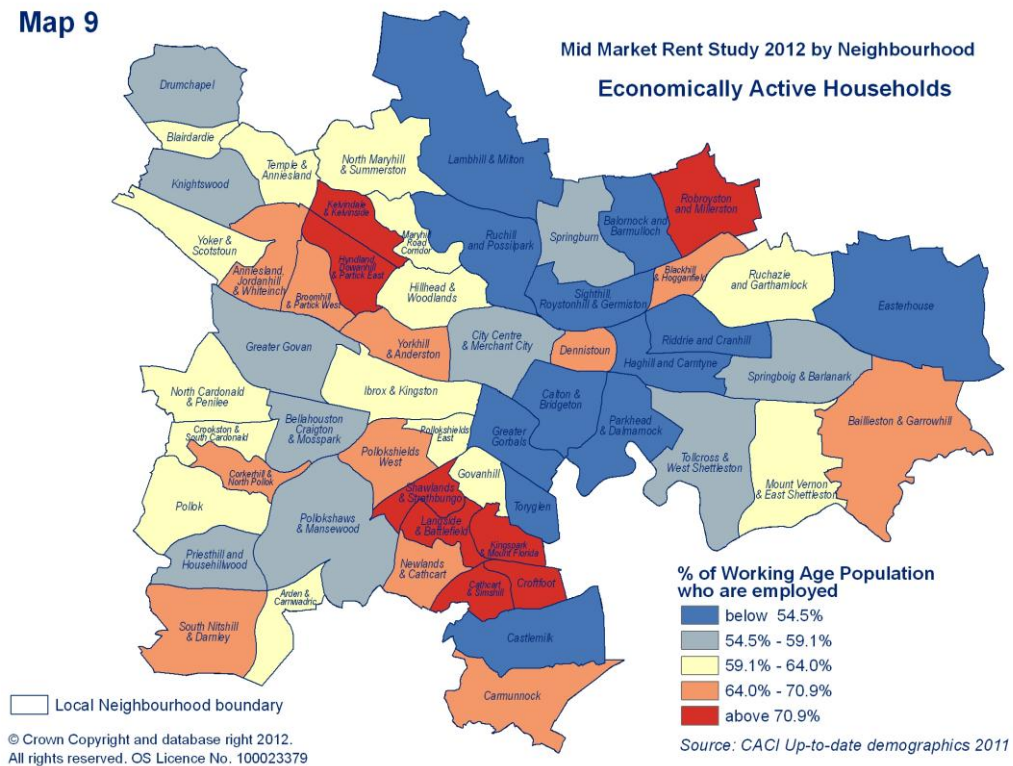 Map 9
Mid Market Rent Study 2012 by Neighbourhood
Economically Active Households
Drumchapel
Blairdardie
Knightswood
Temple &
Anniesland
North Maryhill
& Summerston
Lambhill & Milton
Kelvindale
& Kelvinside
Maryhill
Road
Corridor
Ruchill
and Possilpark
Springburn
Balornock and
Barmulloch
Robroyston
and Millerston
Yoker &
Scotstoun
Anniesland,
Jordanhill
& Whiteinch
Hyndland,
Dowanhill
& Partick East
Broomhill
& Partick West
Hillhead &
Woodlands
Sighthill,
Roystonhill & Germiston
Blackhill
& Hogganfield
Ruchazie
and Garthamlock
Easterhouse
Greater Govan
Yorkhill
& Anderston
City Centre
& Merchant City
Dennistoun
Riddrie and Cranhill
Haghill and Carntyne
Springboig & Barlanark
North Cardonald
& Penilee
Ibrox & Kingston
Calton &
Bridgeton
Parkhead
& Dalmarnock
Baillieston & Garrowhill
Crookston &
South Cardonald
Bellahouston
Craigton
& Mosspark
Pollokshields
East
Greater
Gorbals
Pollokshields
West
Tollcross &
West Shettleston
Corkerhill &
North Pollok
Govanhill
Mount Vernon
& East Shettleston
Pollok
Shawlands
& Strathbungo
Toryglen
Pollokshaws
& Mansewood
Langside
& Battlefield
Kingspark
& Mount Florida
Priesthill and
Househillwood
Newlands
& Cathcart
Cathcart
& Simshill
Croftfoot
Arden &
Carnwadric
South Nitshill
& Darnley
Castlemilk
Carmunnock
% of Working Age Population
who are employed
below 54.5%
54.5% - 59.1%
59.1% - 64.0%
64.0% - 70.9%
above 70.9%
Local Neighbourhood boundary
© Crown Copyright and database right 2012.
All rights reserved. OS Licence No. 100023379
Source: CACI Up-to-date demographics 2011